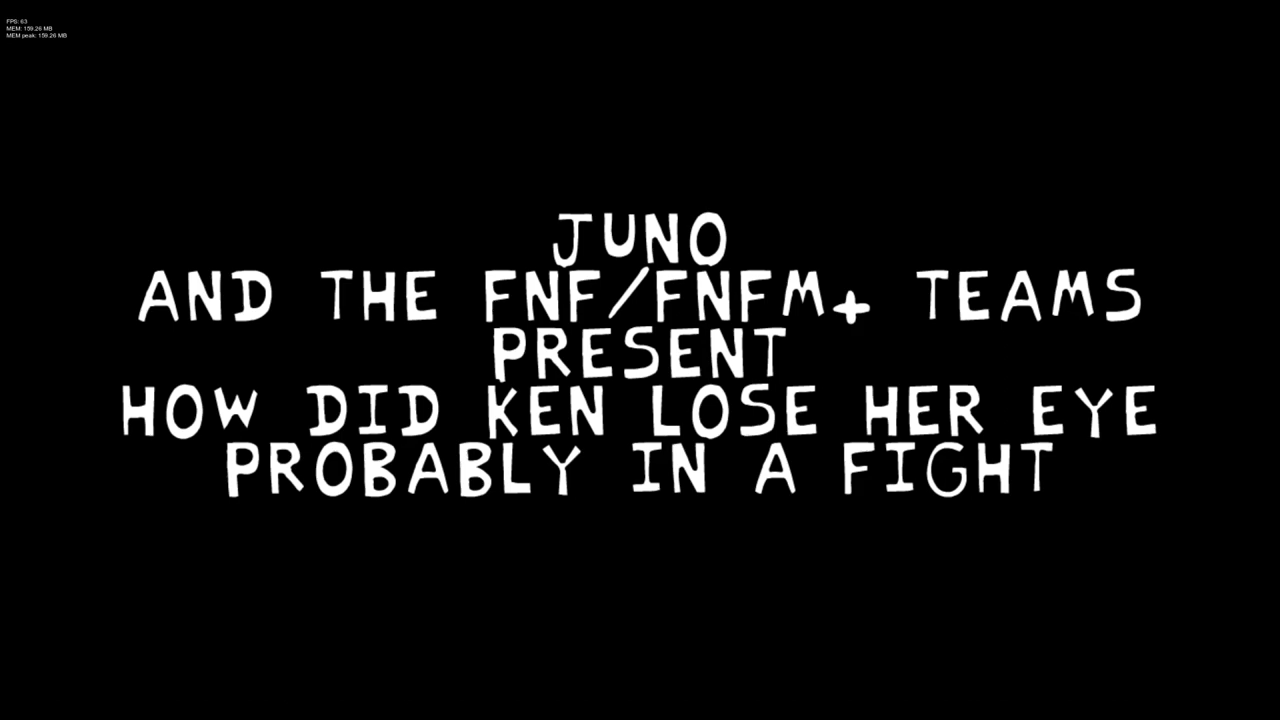 FPS: 63
MEM: 159.26 MB
MEM peak: 159.26 MB
JUNO
AND THE FNF/FNFM+ TEAMS
PRESENT
HOW DID KEN LOSE HER EYE
PROBABLY IN A FIGHT